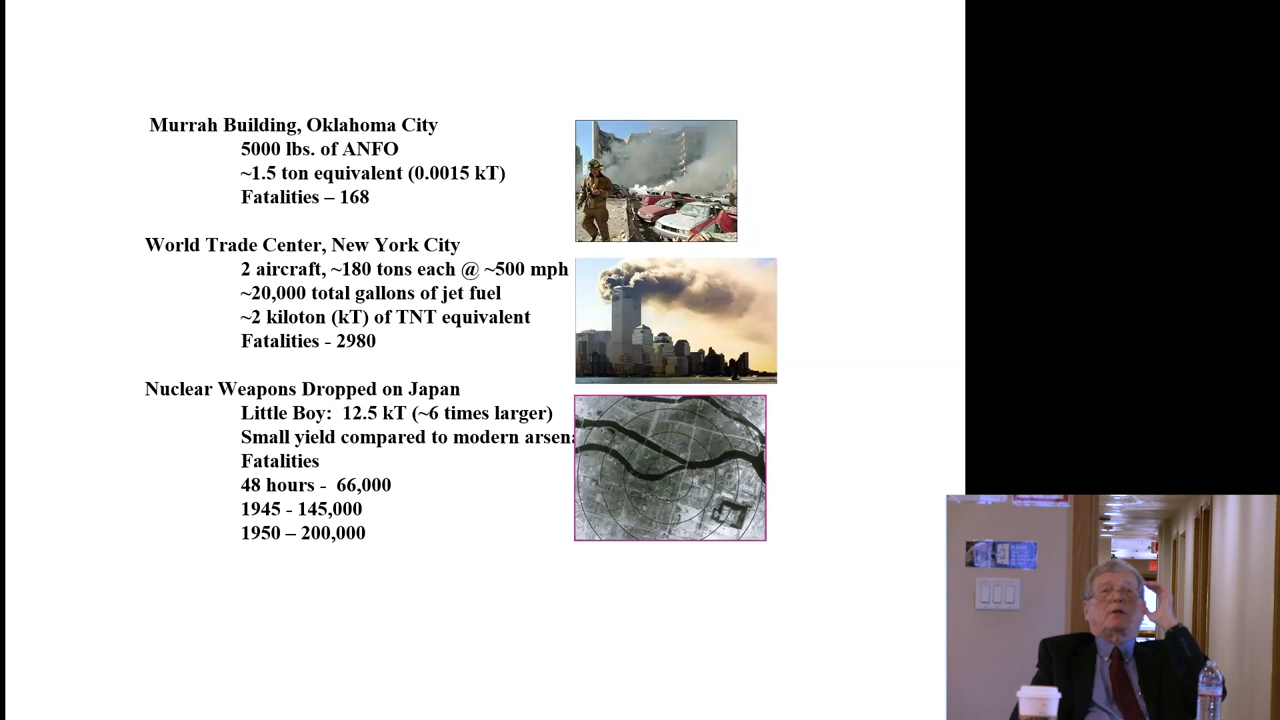 Murrah Building, Oklahoma City
5000 lbs. of ANFO
~1.5 ton equivalent (0.0015 kT)
Fatalities – 168
World Trade Center, New York City
2 aircraft, ~180 tons each @ ~500 mph
~20,000 total gallons of jet fuel
~2 kiloton (kT) of TNT equivalent
Fatalities - 2980
Nuclear Weapons Dropped on Japan
Little Boy: 12.5 kT (~6 times larger)
Small yield compared to modern arsena
Fatalities
48 hours - 66,000
1945 - 145,000
1950 – 200,000